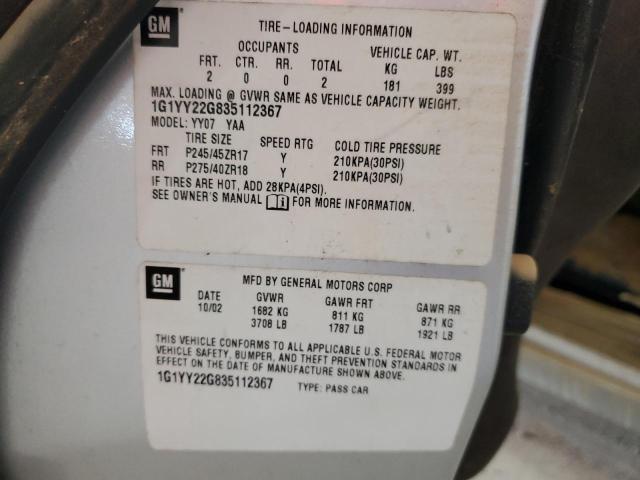 GM
TIRE-LOADING INFORMATION
OCCUPANTS VEHICLE CAP. WT.
FRT. CTR. RR. TOTAL KG LBS
2 0 0 2 181 399
MAX. LOADING @ GVWR SAME AS VEHICLE CAPACITY WEIGHT.
1G1YY22G835112367
MODEL: YY07 YAA
TIRE SIZE SPEED RTG COLD TIRE PRESSURE
FRT P245/45ZR17 Y 210KPA(30PSI)
RR P275/40ZR18 Y 210KPA(30PSI)
IF TIRES ARE HOT, ADD 28KPA(4PSI)
SEE OWNER'S MANUAL i FOR MORE INFORMATION.
GM
MFD BY GENERAL MOTORS CORP
DATE GVWR GAWR FRT GAWR RR
10/02 1682 KG 811 KG 871 KG
3708 LB 1787 LB 1921 LB
THIS VEHICLE CONFORMS TO ALL APPLICABLE U.S. FEDERAL MOTOR
VEHICLE SAFETY, BUMPER, AND THEFT PREVENTION STANDARDS IN
EFFECT ON THE DATE OF MANUFACTURE SHOWN ABOVE.
1G1YY22G835112367 TYPE: PASS CAR